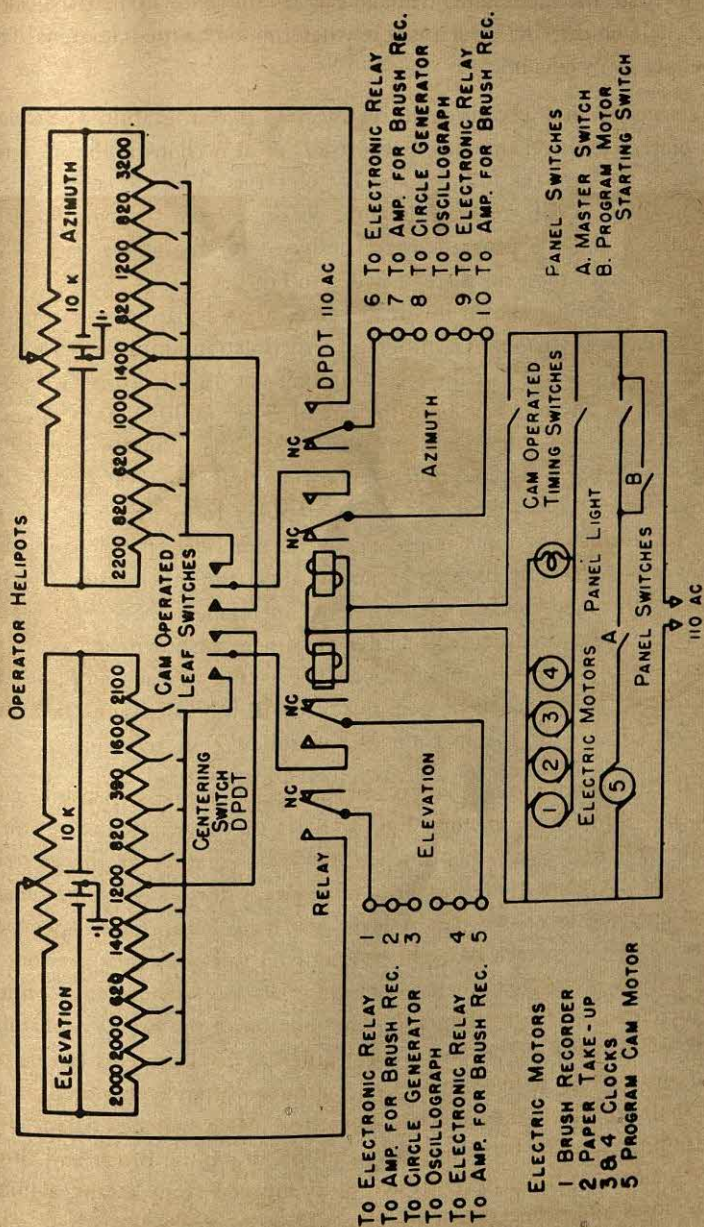 OPERATOR HELIPOTS
ELEVATION
10 K
2000 2000 620 1400 1200 820 390 1600 2100
10 K
AZIMUTH
2200 820 620 1000 1400 820 1200 820 3200
CAM OPERATED
LEAF SWITCHES
CENTERING
SWITCH
DPDT
RELAY
NC
NC
NC
NC
DPDT 110 AC
ELEVATION
AZIMUTH
TO ELECTRONIC RELAY 1
TO AMP. FOR BRUSH REC. 2
TO CIRCLE GENERATOR 3
TO OSCILLOGRAPH
TO ELECTRONIC RELAY 4
TO AMP. FOR BRUSH REC. 5
6 TO ELECTRONIC RELAY
7 TO AMP. FOR BRUSH REC.
8 TO CIRCLE GENERATOR
TO OSCILLOGRAPH
9 TO ELECTRONIC RELAY
10 TO AMP. FOR BRUSH REC.
ELECTRIC MOTORS
1 BRUSH RECORDER
2 PAPER TAKE-UP
3 & 4 CLOCKS
5 PROGRAM CAM MOTOR
1 2 3 4
ELECTRIC MOTORS
PANEL LIGHT
CAM OPERATED
TIMING SWITCHES
5
A
B
PANEL SWITCHES
110 AC
PANEL SWITCHES
A. MASTER SWITCH
B. PROGRAM MOTOR
STARTING SWITCH